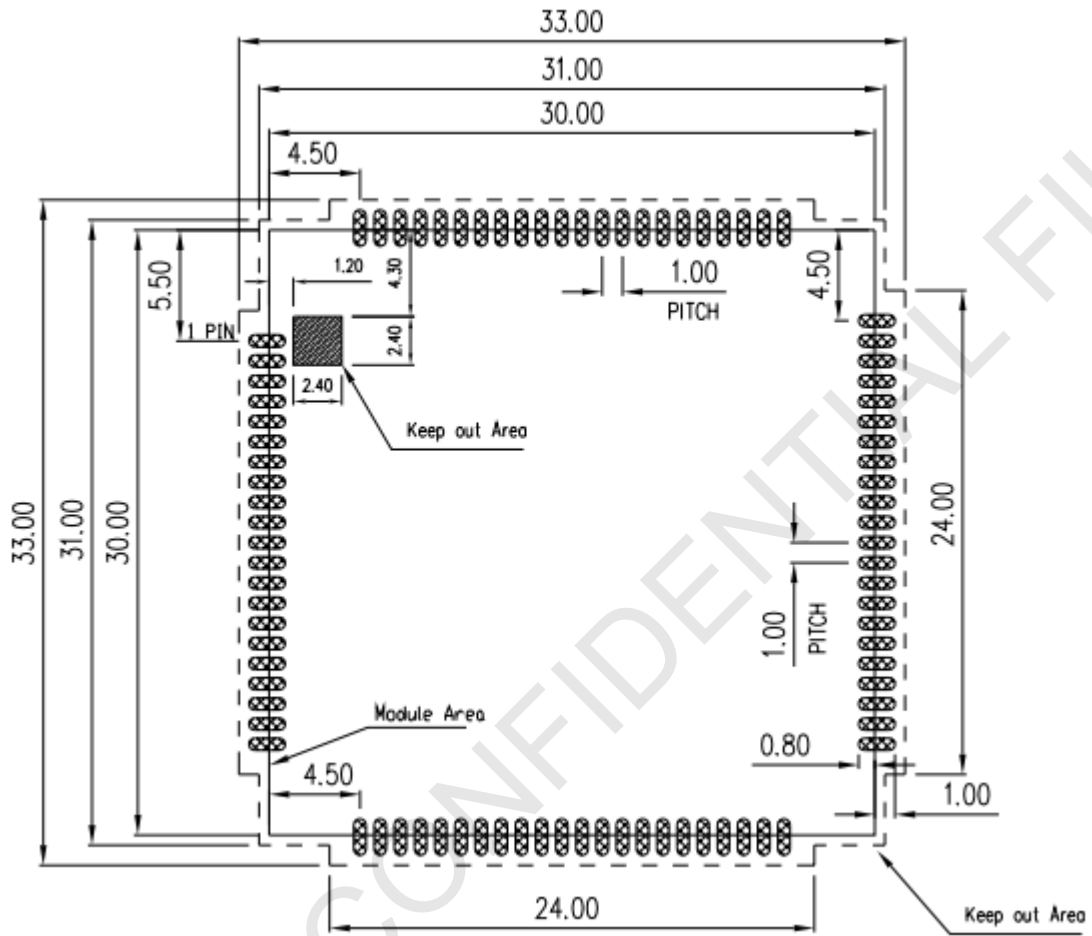 33.00
31.00
30.00
4.50
5.50
1.20
4.30
1.00
PITCH
4.50
1 PIN
2.40
2.40
Keep out Area
33.00
31.00
30.00
24.00
1.00
PITCH
Module Area
0.80
4.50
1.00
24.00
Keep out Area
CONFIDENTIAL FIL